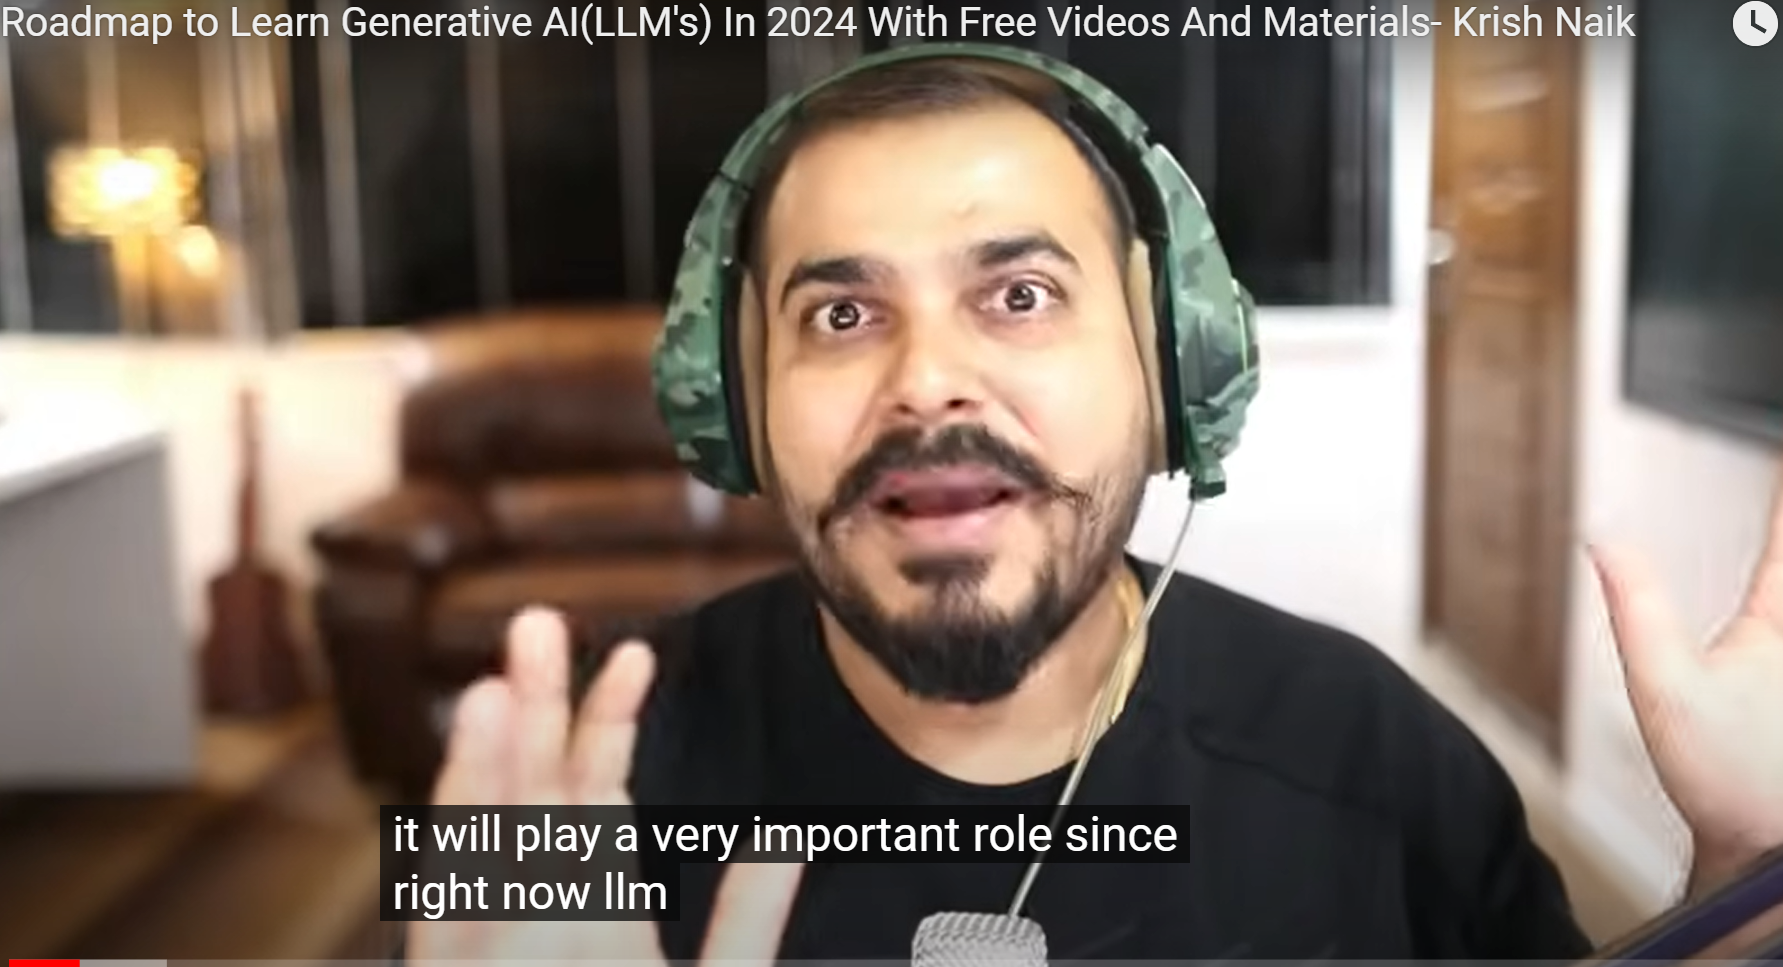 Roadmap to Learn Generative AI(LLM's) In 2024 With Free Videos And Materials- Krish Naik
it will play a very important role since
right now llm